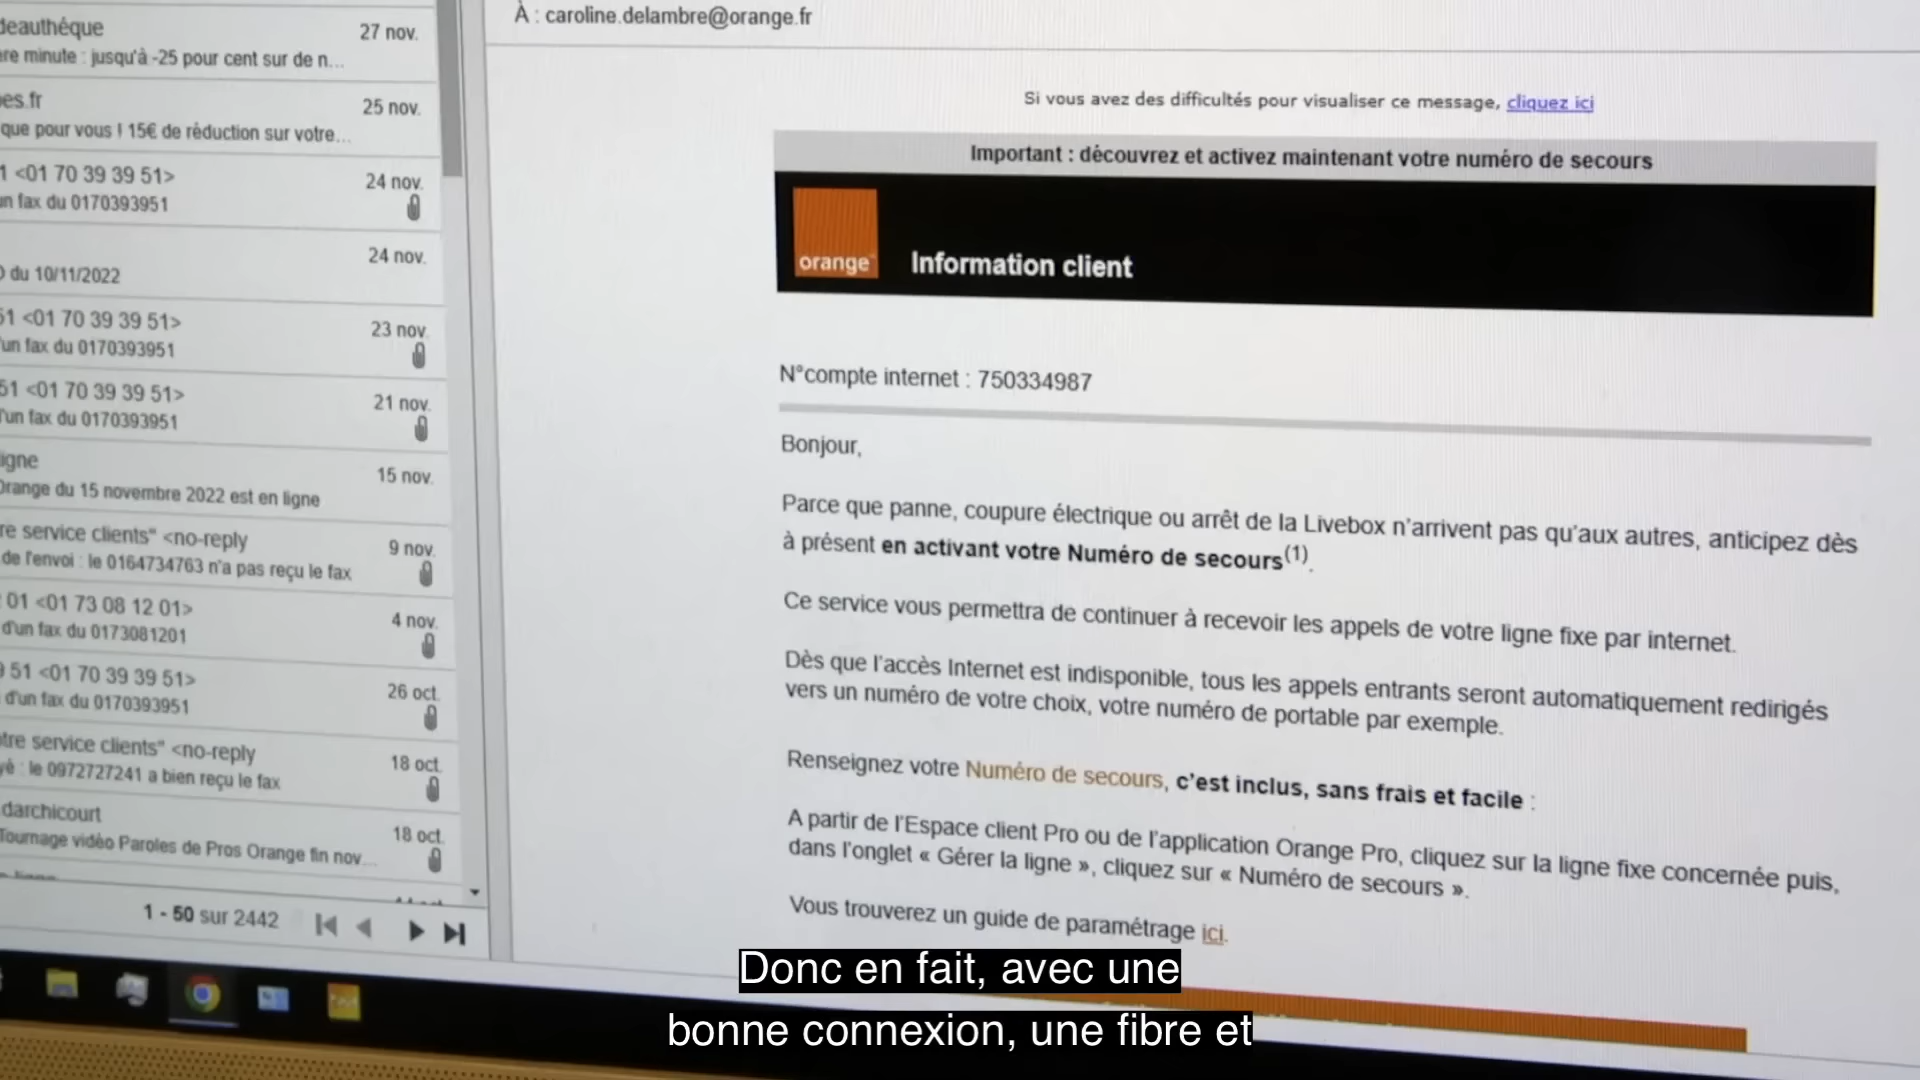 deauthéque
27 nov.
ère minute : jusqu'à -25 pour cent sur de n...
es.fr
25 nov.
que pour vous ! 15€ de réduction sur votre...
1 <01 70 39 39 51>
24 nov.
un fax du 0170393951
24 nov.
du 10/11/2022
51 <01 70 39 39 51>
23 nov.
'un fax du 0170393951
51 <01 70 39 39 51>
21 nov.
'un fax du 0170393951
igne
15 nov.
Orange du 15 novembre 2022 est en ligne
re service clients" <no-reply
9 nov.
de l'envoi : le 0164734763 n'a pas reçu le fax
01 <01 73 08 12 01>
4 nov.
d'un fax du 0173081201
51 <01 70 39 39 51>
26 oct.
d'un fax du 0170393951
tre service clients" <no-reply
18 oct.
yé : le 0972727241 a bien reçu le fax
darchicourt
18 oct.
Tournage vidéo Paroles de Pros Orange fin nov...
1 - 50 sur 2442
À : caroline.delambre@orange.fr
Si vous avez des difficultés pour visualiser ce message, cliquez ici
Important : découvrez et activez maintenant votre numéro de secours
orange
Information client
N°compte internet : 750334987
Bonjour,
Parce que panne, coupure électrique ou arrêt de la Livebox n'arrivent pas qu'aux autres, anticipez dès
à présent en activant votre Numéro de secours(1).
Ce service vous permettra de continuer à recevoir les appels de votre ligne fixe par internet.
Dès que l'accès Internet est indisponible, tous les appels entrants seront automatiquement redirigés
vers un numéro de votre choix, votre numéro de portable par exemple.
Renseignez votre Numéro de secours, c'est inclus, sans frais et facile :
A partir de l'Espace client Pro ou de l'application Orange Pro, cliquez sur la ligne fixe concernée puis,
dans l'onglet « Gérer la ligne », cliquez sur « Numéro de secours ».
Vous trouverez un guide de paramétrage ici.
Donc en fait, avec une
bonne connexion, une fibre et